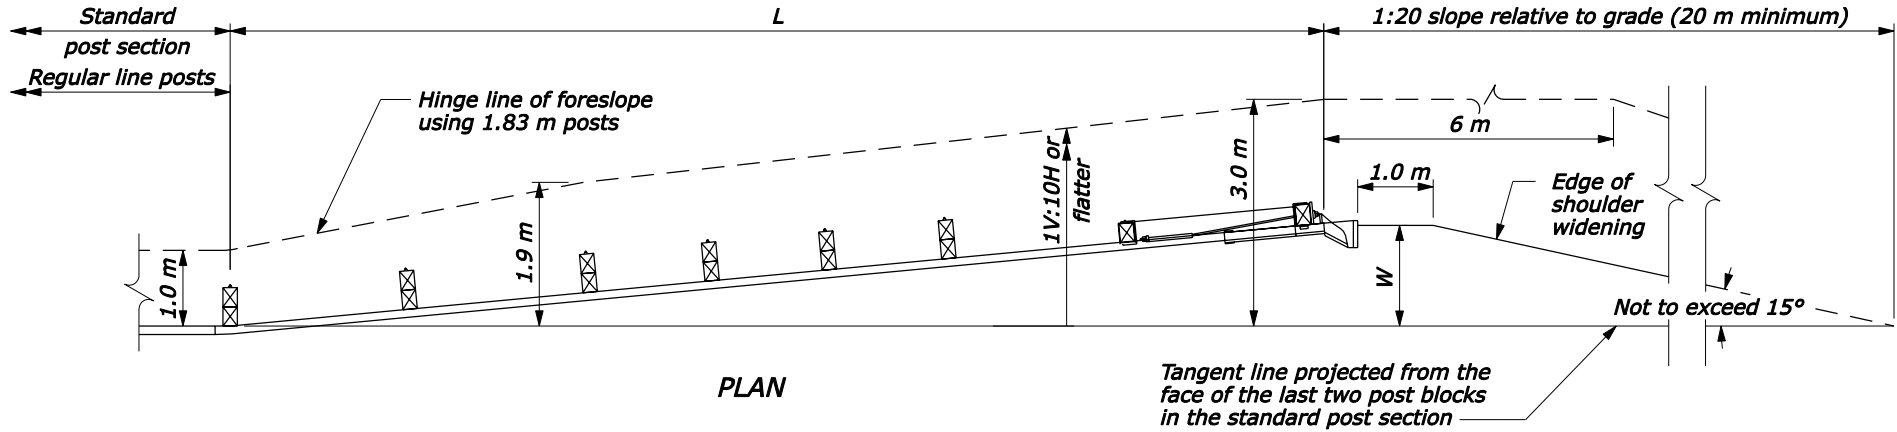 Standard
post section
Regular line posts
L
1:20 slope relative to grade (20 m minimum)
Hinge line of foreslope
using 1.83 m posts
6 m
1.0 m
Edge of
shoulder
widening
1.0 m
1.9 m
1V:10H or
flatter
3.0 m
W
Not to exceed 15°
PLAN
Tangent line projected from the
face of the last two post blocks
in the standard post section